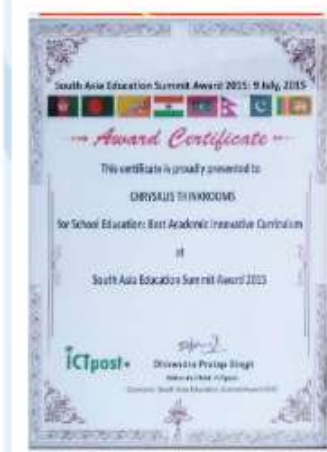 South Asia Education Summit Award 2015: 9 July, 2015
Award Certificate
This certificate is proudly presented to
CHRYSALIS THINKROOMS
for School Education: Best Academic Innovative Curriculum
at
South Asia Education Summit Award 2015
ICTpost
Dhirendra Pratap Singh